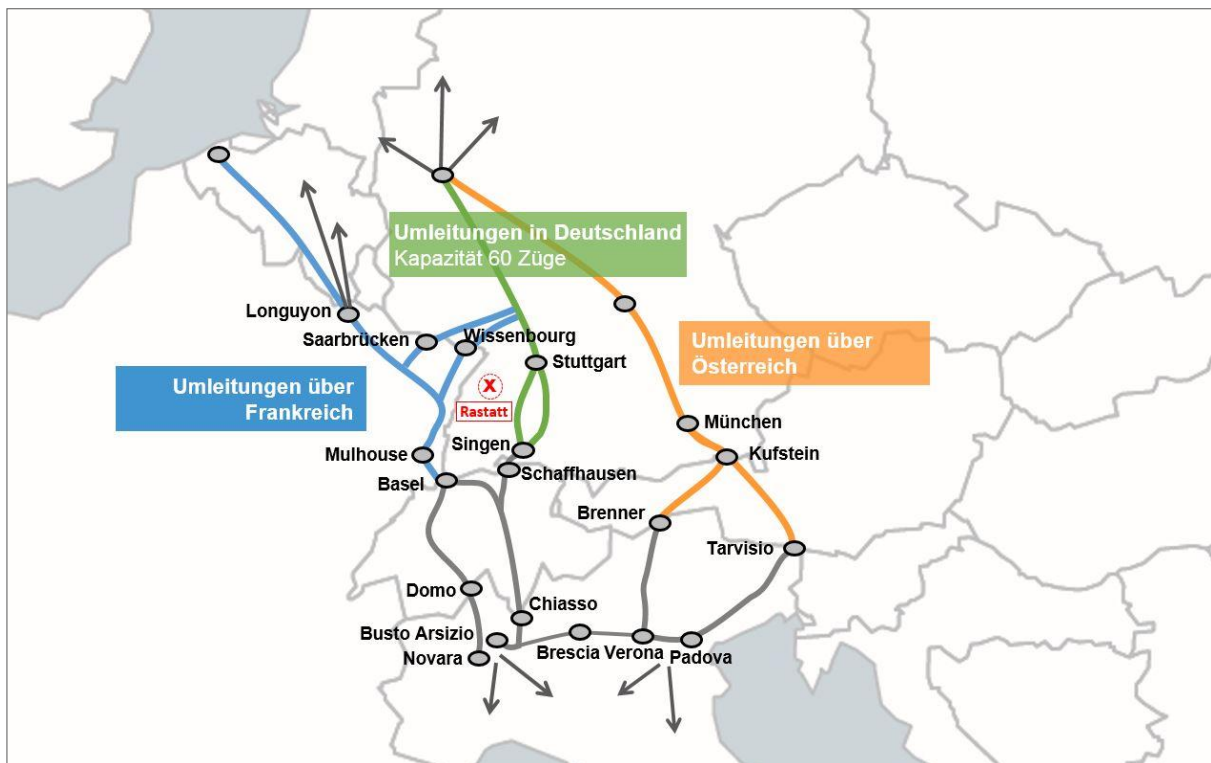 Umleitungen in Deutschland
Kapazität 60 Züge
Longuyon
Saarbrücken
Wissenbourg
Stuttgart
Umleitungen über
Österreich
Umleitungen über
Frankreich
X
Rastatt
München
Singen
Kufstein
Mulhouse
Schaffhausen
Basel
Brenner
Tarvisio
Domo
Chiasso
Busto Arsizio
Novara
Brescia
Verona
Padova